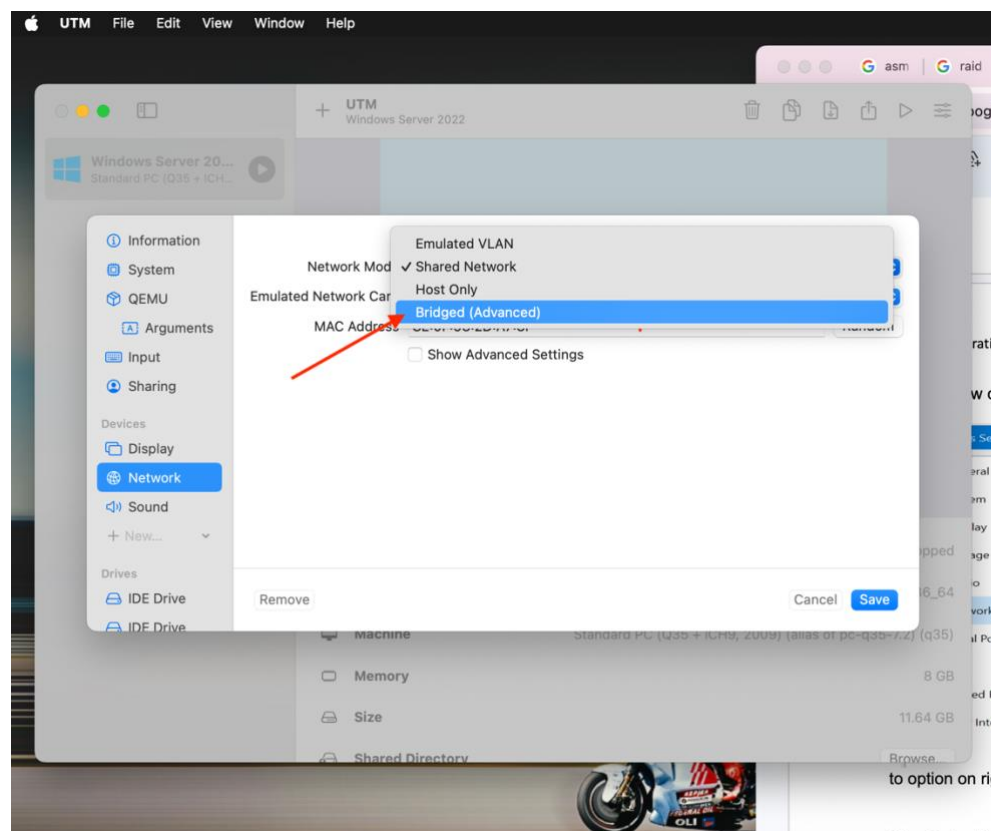 UTM File Edit View Window Help
asm
raid
UTM
Windows Server 2022
Windows Server 20...
Standard PC (Q35 + ICH...
Information
System
QEMU
Arguments
Input
Sharing
Devices
Display
Network
Sound
+ New...
Drives
IDE Drive
IDE Drive
Emulated VLAN
Network Mod ✓ Shared Network
Emulated Network Car Host Only
Bridged (Advanced)
MAC Address
Random
Show Advanced Settings
Remove
Cancel Save
Machine Standard PC (Q35 + ICH9, 2009) (alias of pc-q35-7.2) (q35)
Memory 8 GB
Size 11.64 GB
Shared Directory Browse...
to option on ri
OLI